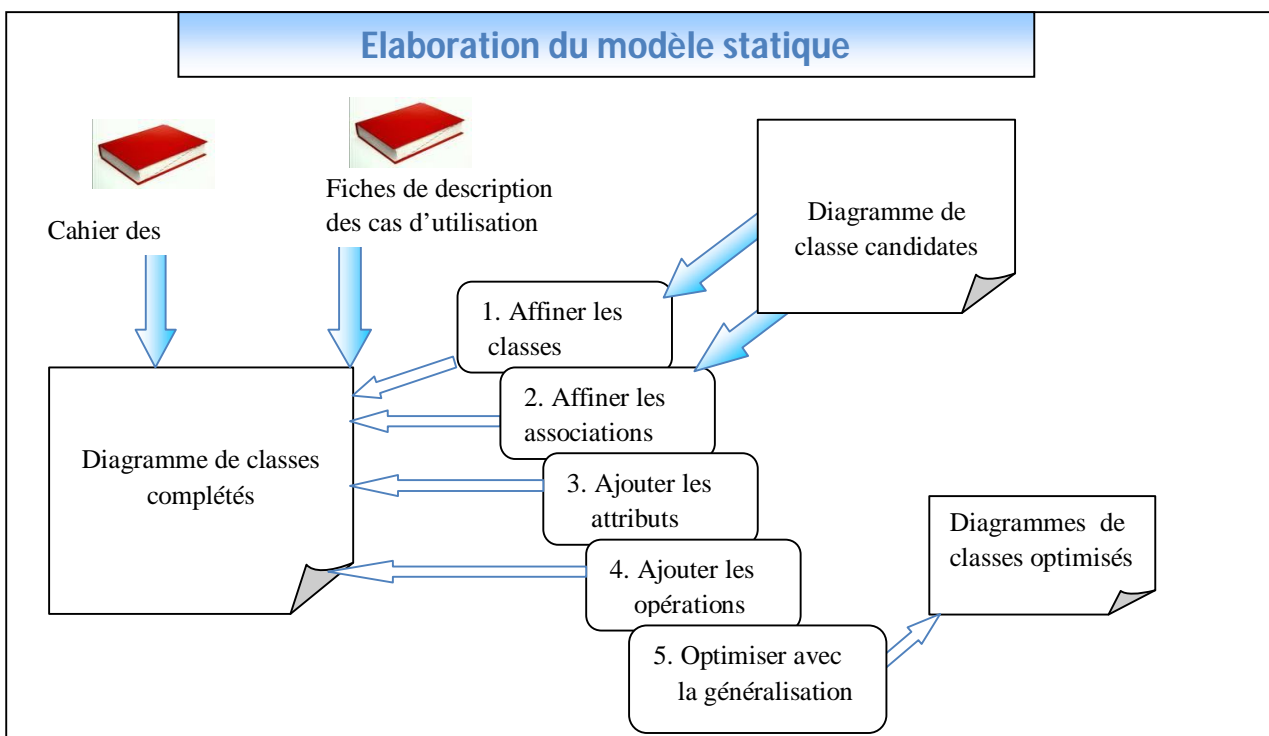 Elaboration du modèle statique
Fiches de description
des cas d’utilisation
Cahier des
Diagramme de
classe candidates
1. Affiner les
classes
2. Affiner les
associations
Diagramme de classes
complétés
3. Ajouter les
attributs
4. Ajouter les
opérations
Diagrammes de
classes optimisés
5. Optimiser avec
la généralisation